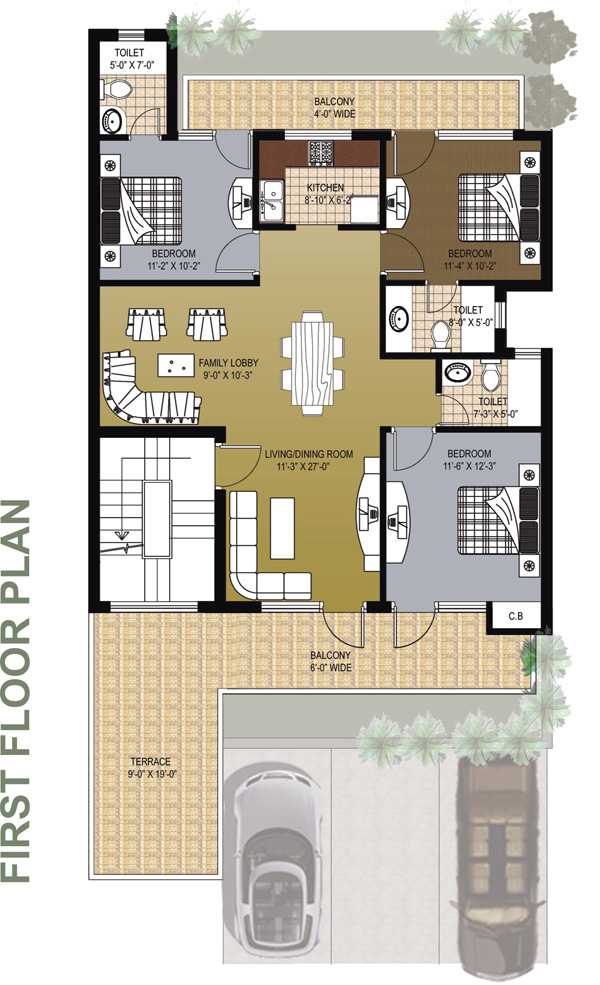 TOILET
5'-0" X 7'-0"
BALCONY
4'-0" WIDE
KITCHEN
8'-10" X 6'-2"
BEDROOM
11'-2" X 10'-2"
BEDROOM
11'-4" X 10'-2"
TOILET
8'-0" X 5'-0"
FAMILY LOBBY
9'-0" X 10'-3"
TOILET
7'-3" X 5'-0"
LIVING/DINING ROOM
11'-3" X 27'-0"
BEDROOM
11'-6" X 12'-3"
C.B
BALCONY
6'-0" WIDE
TERRACE
9'-0" X 19'-0"
FIRST FLOOR PLAN